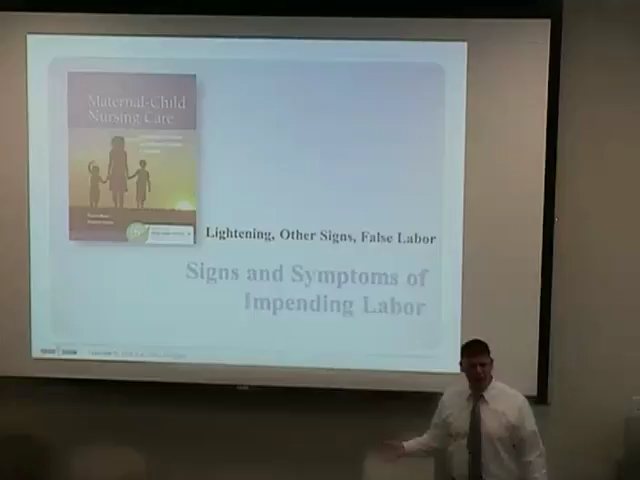 Maternal-Child
Nursing Care
Lightening, Other Signs, False Labor
Signs and Symptoms of
Impending Labor